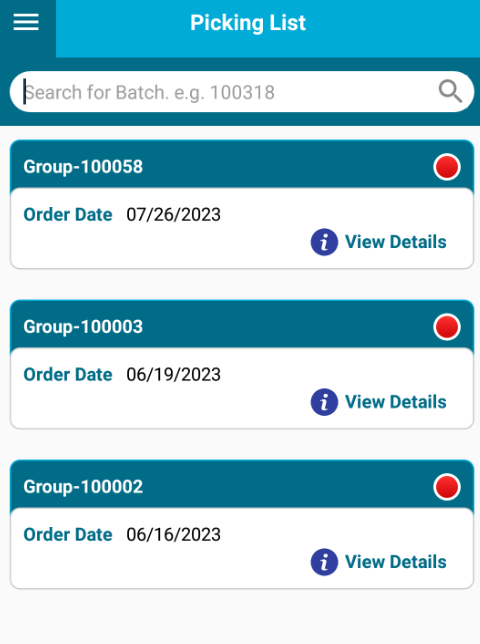 Picking List
Search for Batch. e.g. 100318
Group-100058
Order Date 07/26/2023
i View Details
Group-100003
Order Date 06/19/2023
i View Details
Group-100002
Order Date 06/16/2023
i View Details